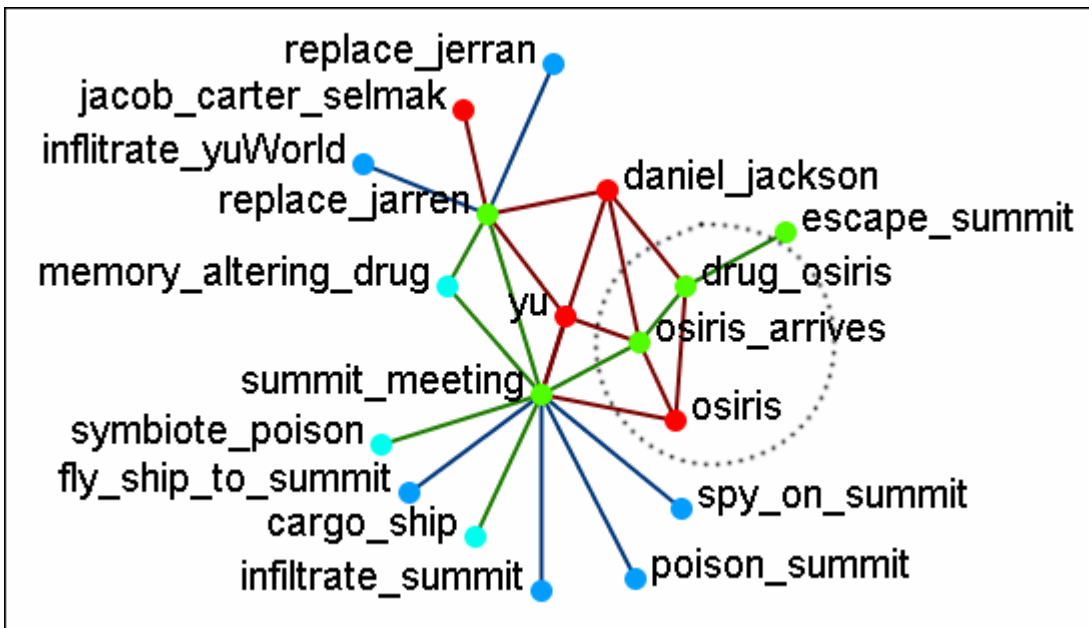 replace_jerran
jacob_carter_selmak
inflitrate_yuWorld
daniel_jackson
replace_jarren
escape_summit
memory_altering_drug
drug_osiris
yu
osiris_arrives
summit_meeting
osiris
symbiote_poison
fly_ship_to_summit
spy_on_summit
cargo_ship
infiltrate_summit
poison_summit